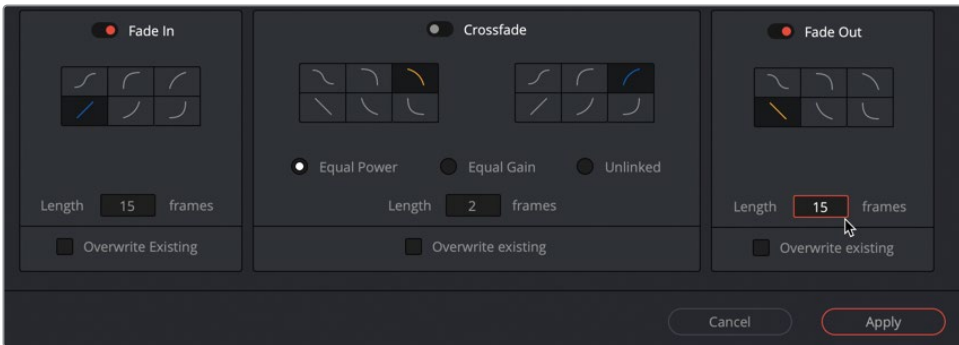 Fade In
Crossfade
Fade Out
Equal Power Equal Gain Unlinked
Length 15 frames
Length 2 frames
Length 15 frames
Overwrite Existing
Overwrite existing
Overwrite existing
Cancel Apply